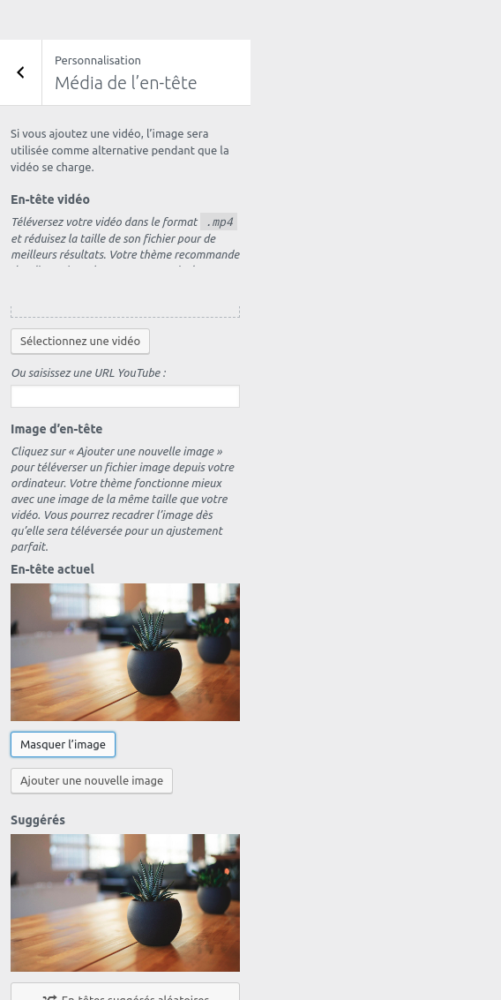 Personnalisation
Média de l’en-tête
Si vous ajoutez une vidéo, l’image sera
utilisée comme alternative pendant que la
vidéo se charge.
En-tête vidéo
Téléversez votre vidéo dans le format .mp4
et réduisez la taille de son fichier pour de
meilleurs résultats. Votre thème recommande
Sélectionnez une vidéo
Ou saisissez une URL YouTube :
Image d’en-tête
Cliquez sur « Ajouter une nouvelle image »
pour téléverser un fichier image depuis votre
ordinateur. Votre thème fonctionne mieux
avec une image de la même taille que votre
vidéo. Vous pourrez recadrer l’image dès
qu’elle sera téléversée pour un ajustement
parfait.
En-tête actuel
Masquer l’image
Ajouter une nouvelle image
Suggérés
En-têtes suggérés aléatoires